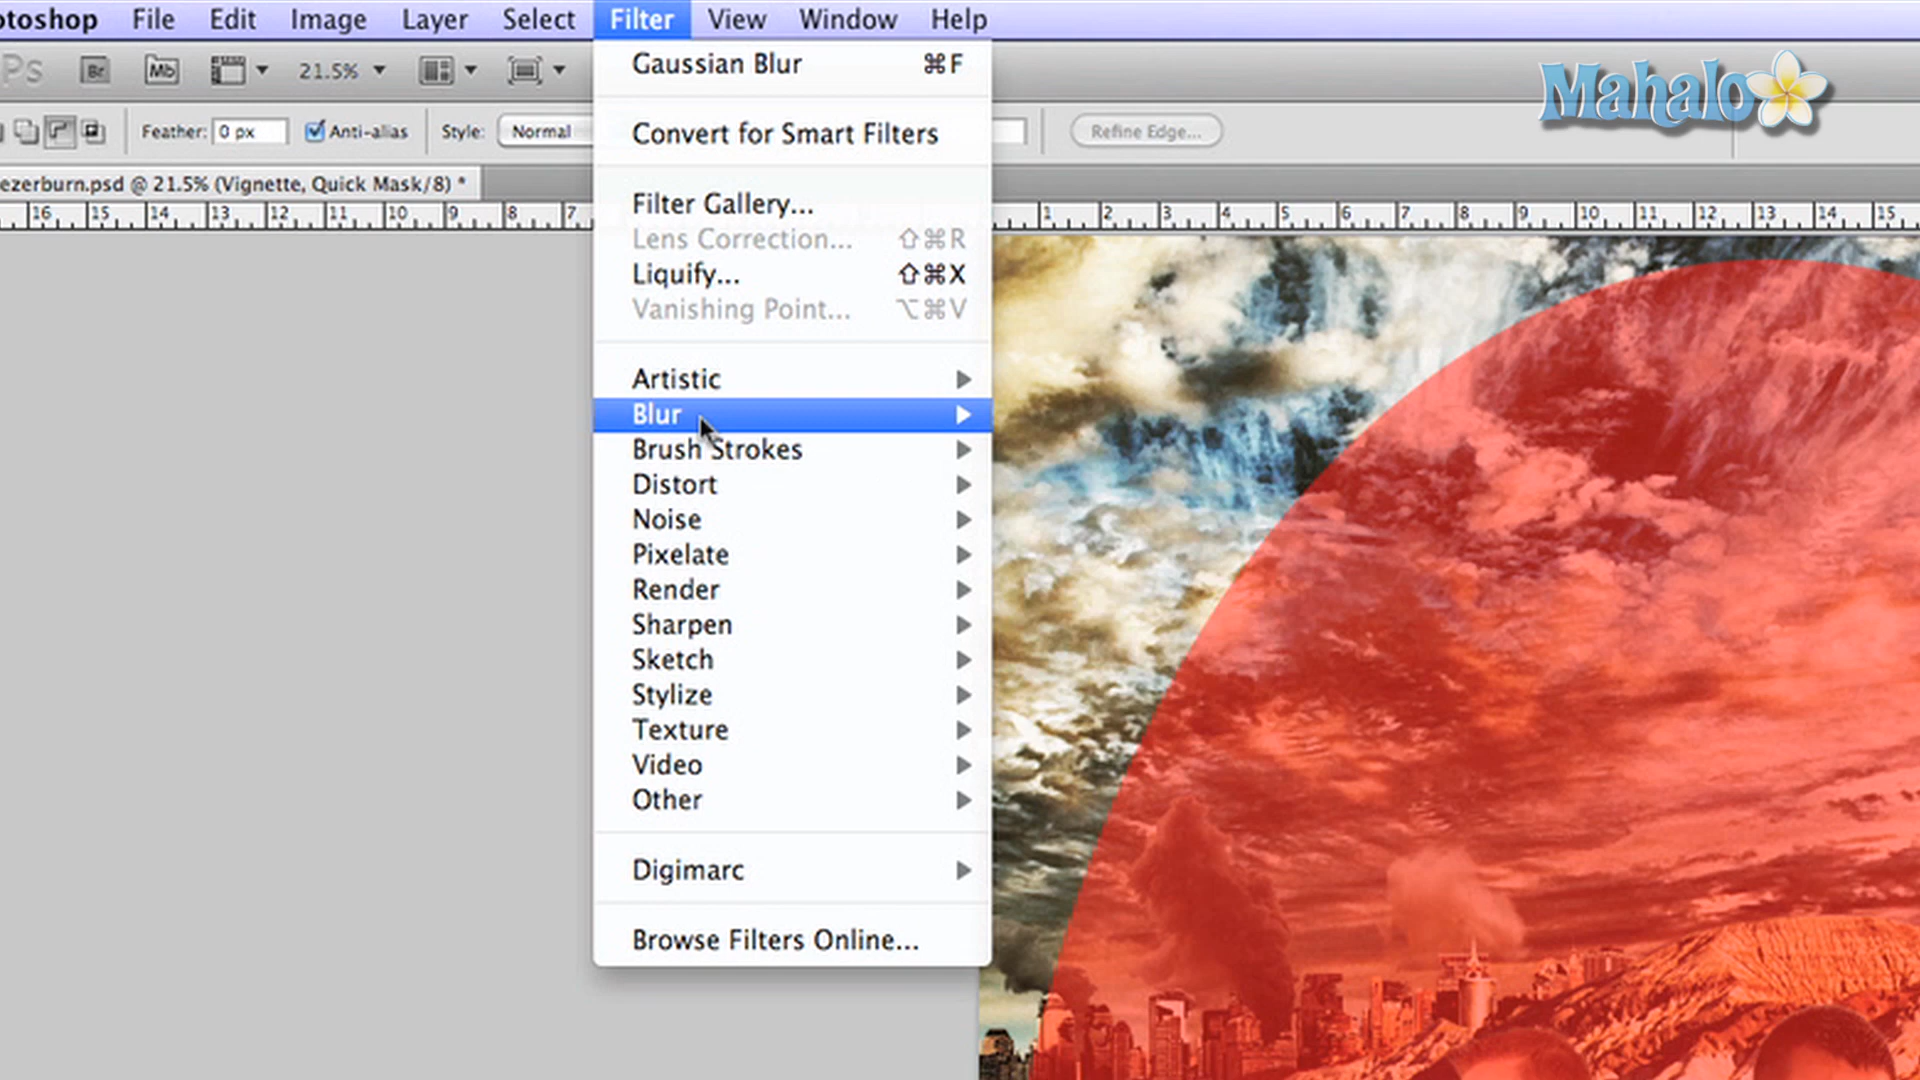 otoshop File Edit Image Layer Select Filter View Window Help
Ps Br Mb 21.5%
Feather: 0 px Anti-alias Style: Normal Refine Edge...
ezerburn.psd @ 21.5% (Vignette, Quick Mask/8) *
16 15 14 13 12 11 10 9 8 7 1 2 3 4 5 6 7 8 9 10 11 12 13 14 15
Gaussian Blur ⌘F
Convert for Smart Filters
Filter Gallery...
Lens Correction... ⇧⌘R
Liquify... ⇧⌘X
Vanishing Point... ⌥⌘V
Artistic
Blur
Brush Strokes
Distort
Noise
Pixelate
Render
Sharpen
Sketch
Stylize
Texture
Video
Other
Digimarc
Browse Filters Online...
Mahalo